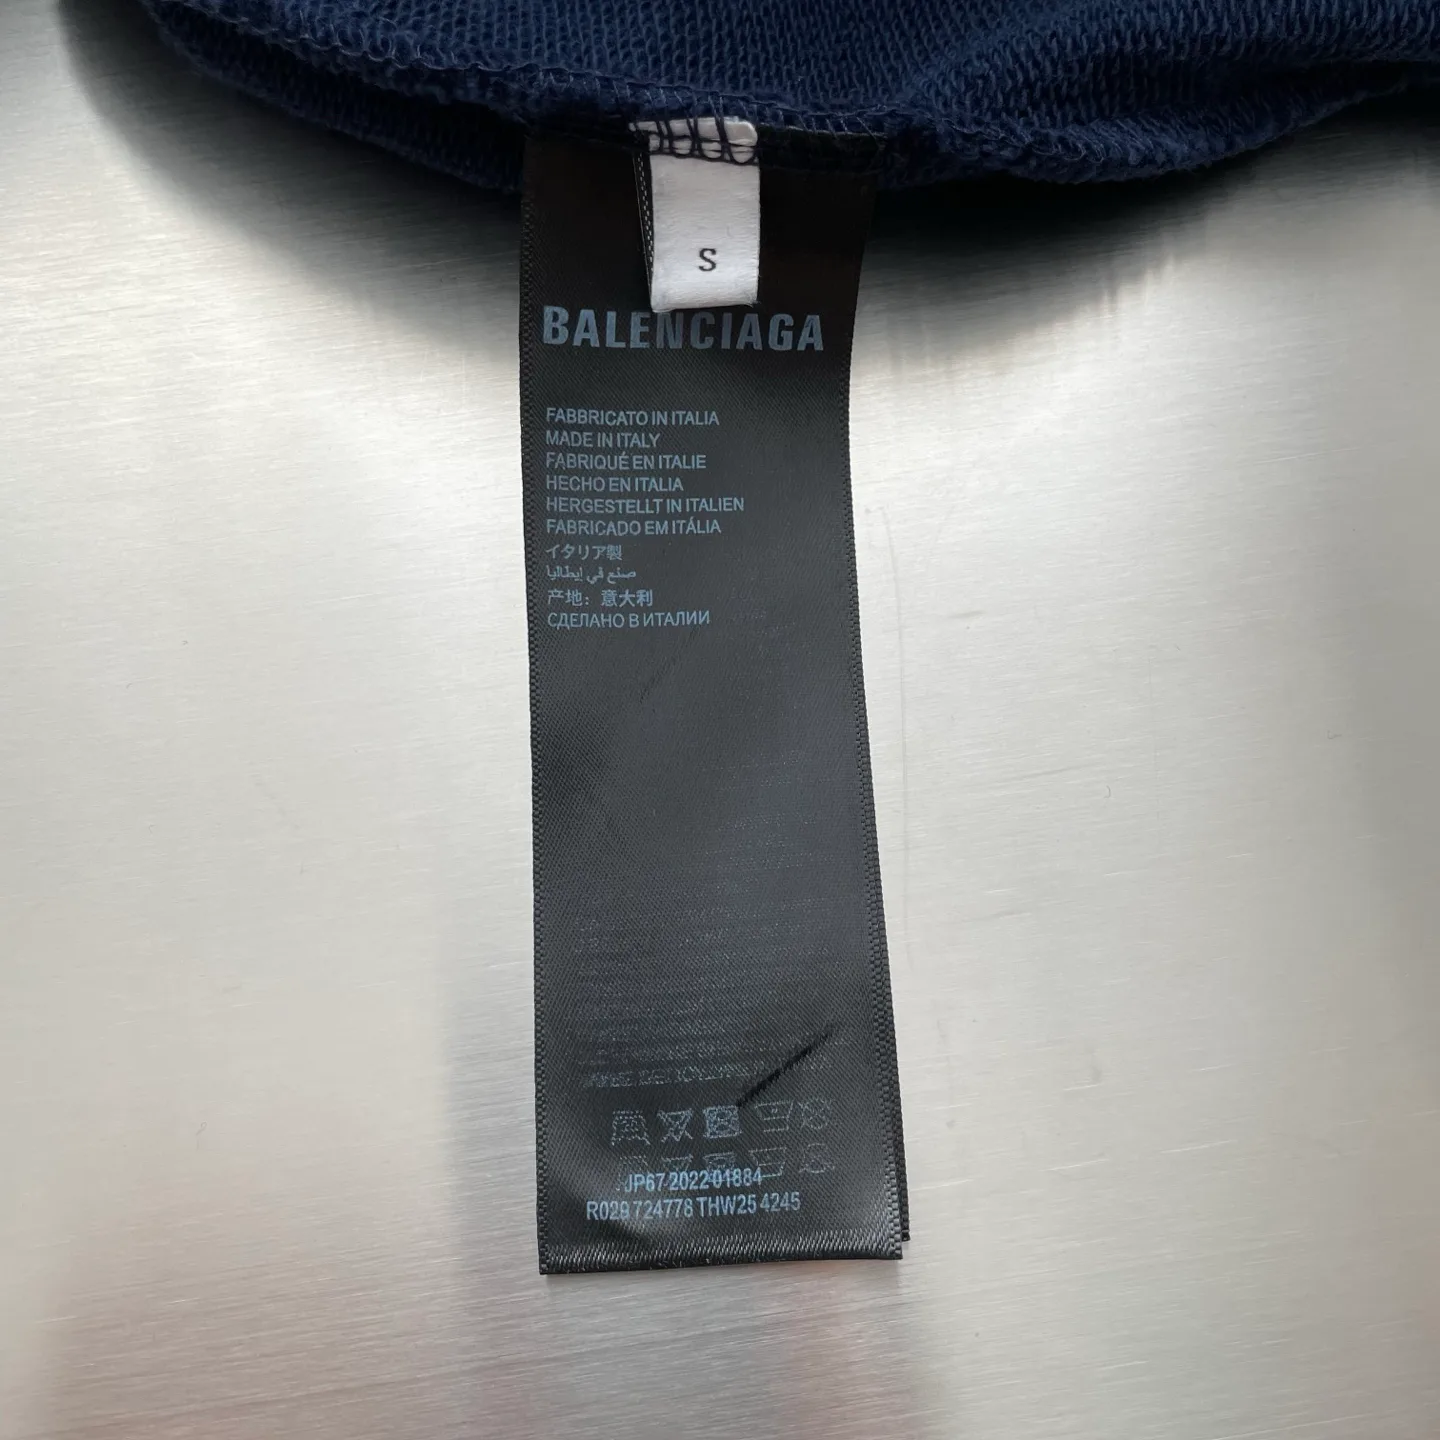 S
BALENCIAGA
FABBRICATO IN ITALIA
MADE IN ITALY
FABRIQUÉ EN ITALIE
HECHO EN ITALIA
HERGESTELLT IN ITALIEN
FABRICADO EM ITÁLIA
イタリア製
صنع في إيطاليا
产地：意大利
СДЕЛАНО В ИТАЛИИ
JP67 2022 01884
R029 724778 THW25 4245